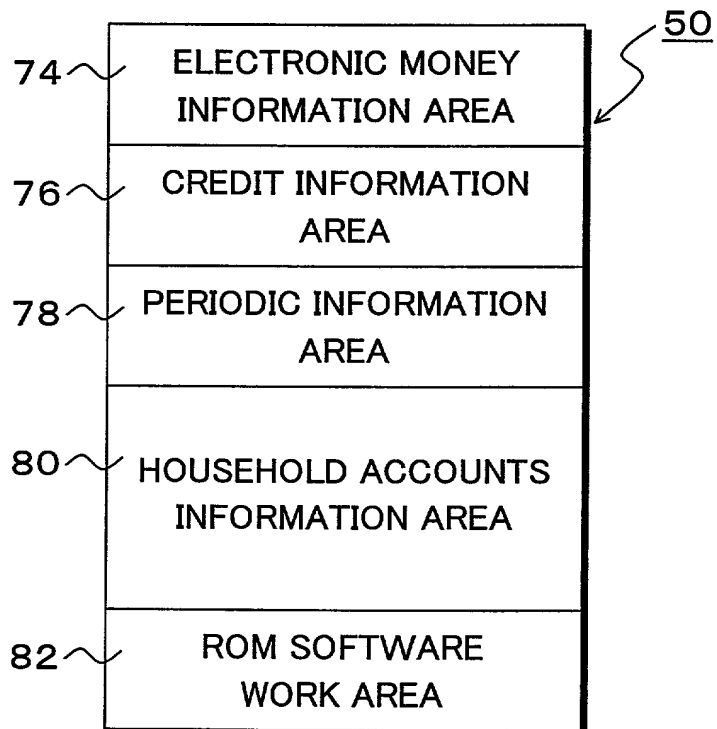 50
74
ELECTRONIC MONEY
INFORMATION AREA
76
CREDIT INFORMATION
AREA
78
PERIODIC INFORMATION
AREA
80
HOUSEHOLD ACCOUNTS
INFORMATION AREA
82
ROM SOFTWARE
WORK AREA